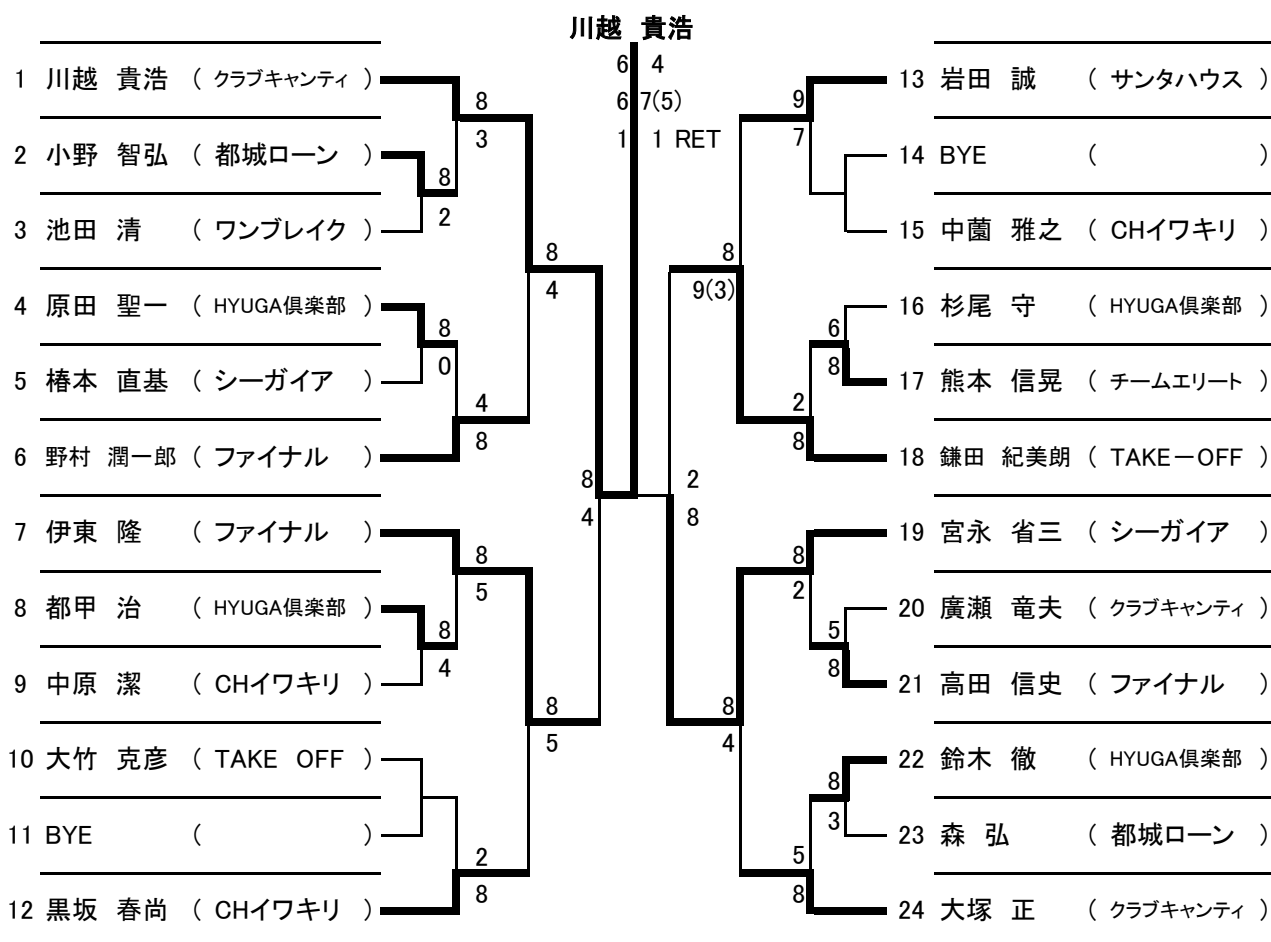 川越 貴浩
6 4
6 7(5)
1 1 RET
1 川越 貴浩 ( クラブキャンティ )
2 小野 智弘 ( 都城ローン )
3 池田 清 ( ワンブレイク )
4 原田 聖一 ( HYUGA倶楽部 )
5 椿本 直基 ( シーガイア )
6 野村 潤一郎 ( ファイナル )
7 伊東 隆 ( ファイナル )
8 都甲 治 ( HYUGA倶楽部 )
9 中原 潔 ( CHイワキリ )
10 大竹 克彦 ( TAKE OFF )
11 BYE ( )
12 黒坂 春尚 ( CHイワキリ )
8
3
8
2
8
0
4
8
8
4
8
5
8
4
2
8
8
5
8
4
13 岩田 誠 ( サンタハウス )
14 BYE ( )
15 中薗 雅之 ( CHイワキリ )
16 杉尾 守 ( HYUGA倶楽部 )
17 熊本 信晃 ( チームエリート )
18 鎌田 紀美朗 ( TAKE－OFF )
19 宮永 省三 ( シーガイア )
20 廣瀬 竜夫 ( クラブキャンティ )
21 高田 信史 ( ファイナル )
22 鈴木 徹 ( HYUGA倶楽部 )
23 森 弘 ( 都城ローン )
24 大塚 正 ( クラブキャンティ )
9
7
8
9(3)
6
8
2
8
2
8
8
2
5
8
8
4
8
3
5
8